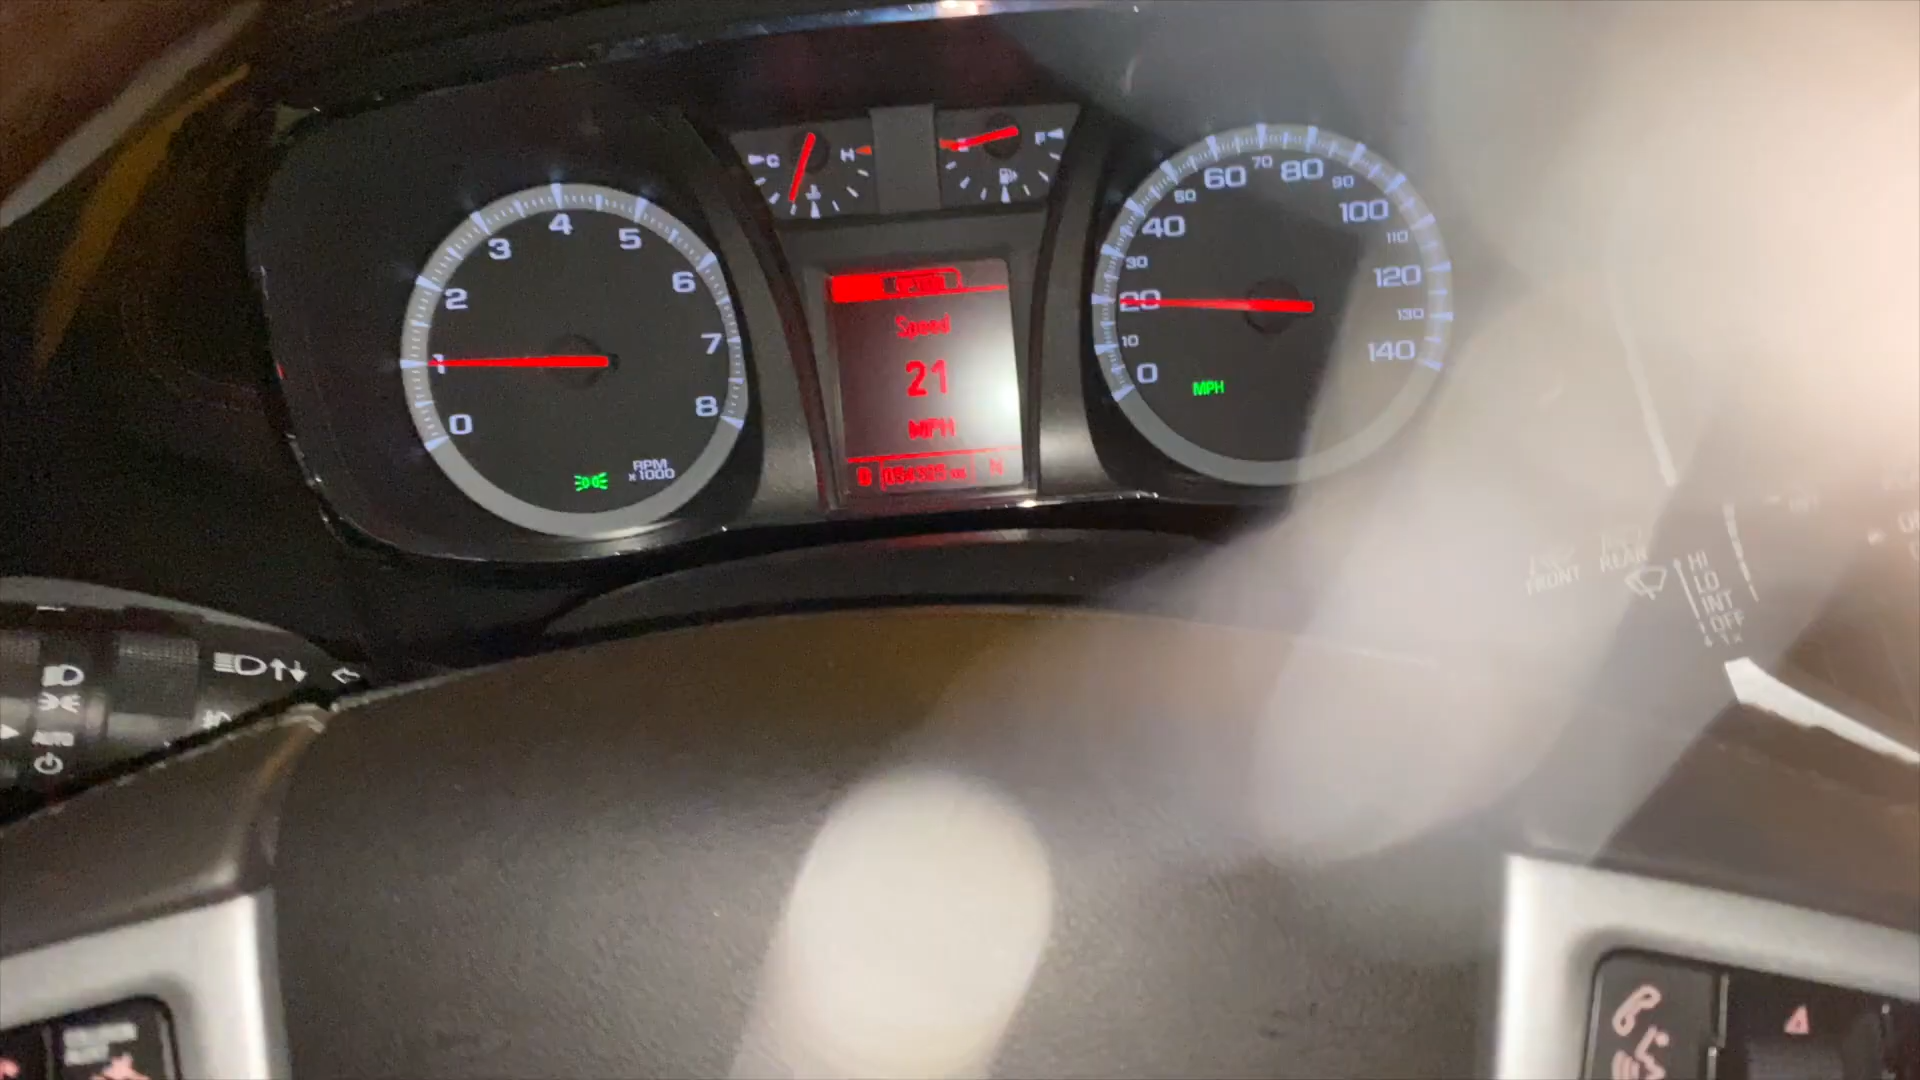 C H
E F
0 1 2 3 4 5 6 7 8
RPM
x1000
Speed
21
MPH
N
0 10 20 30 40 50 60 70 80 90 100 110 120 130 140
MPH
FRONT REAR
HI
LO
INT
OFF
1x
AUTO